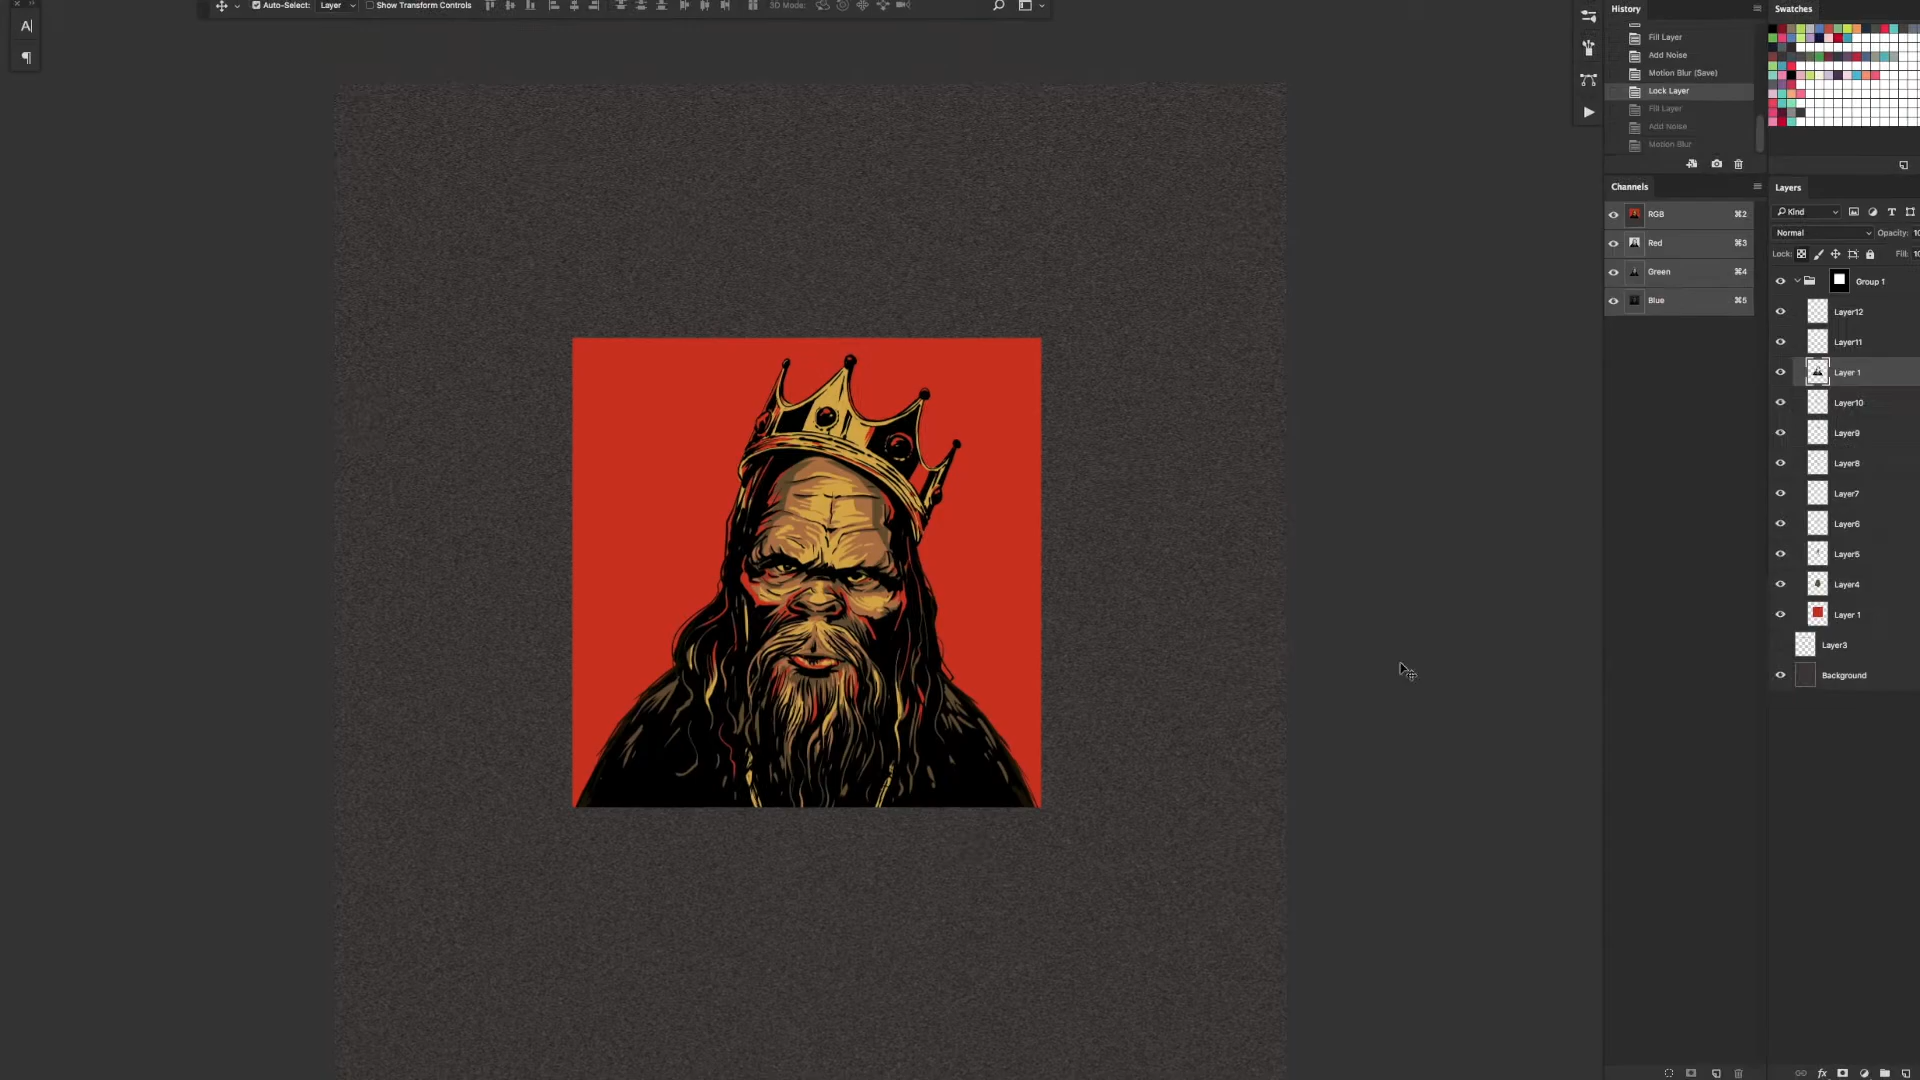 Auto-Select: Layer Show Transform Controls 3D Mode:
A
¶
History
Fill Layer
Add Noise
Motion Blur (Save)
Lock Layer
Fill Layer
Add Noise
Motion Blur
Channels
RGB ⌘2
Red ⌘3
Green ⌘4
Blue ⌘5
Swatches
Layers
Kind
Normal Opacity: 10
Lock: Fill: 10
Group 1
Layer12
Layer11
Layer 1
Layer10
Layer9
Layer8
Layer7
Layer6
Layer5
Layer4
Layer 1
Layer3
Background
fx